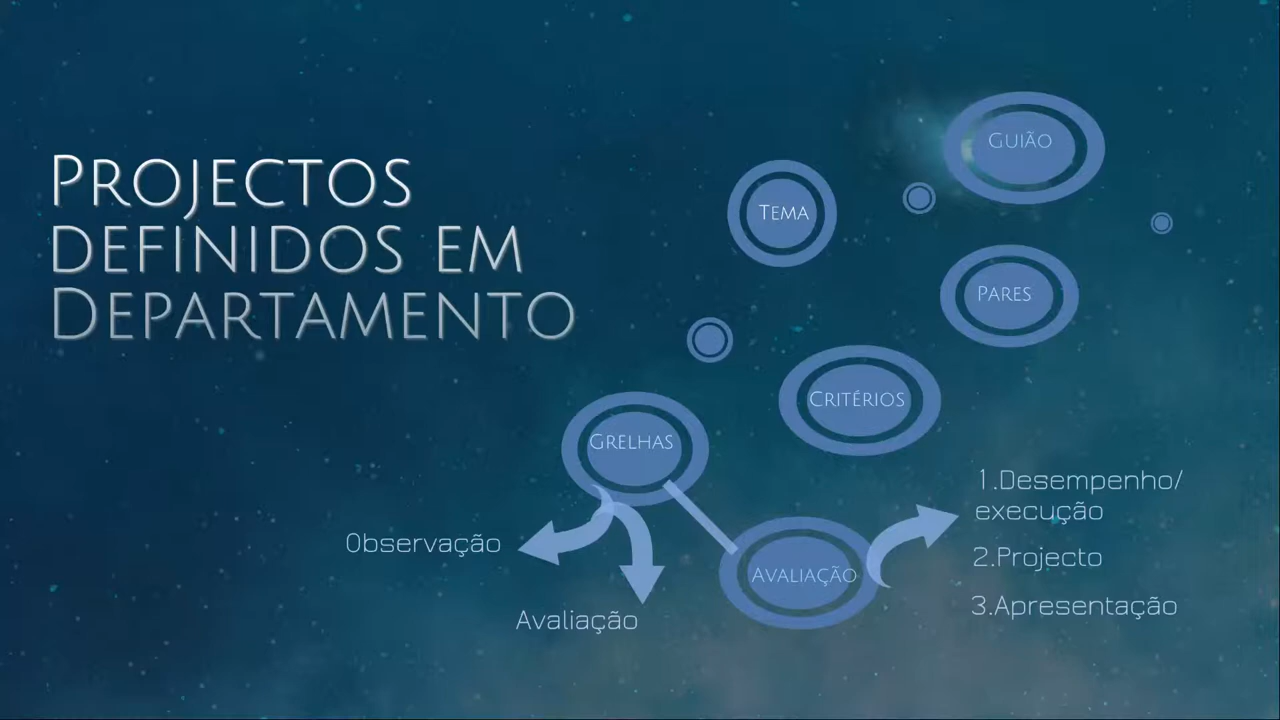 Projectos
definidos em
Departamento
Guião
Tema
Pares
Critérios
Grelhas
Observação
Avaliação
Avaliação
1.Desempenho/
execução
2.Projecto
3.Apresentação